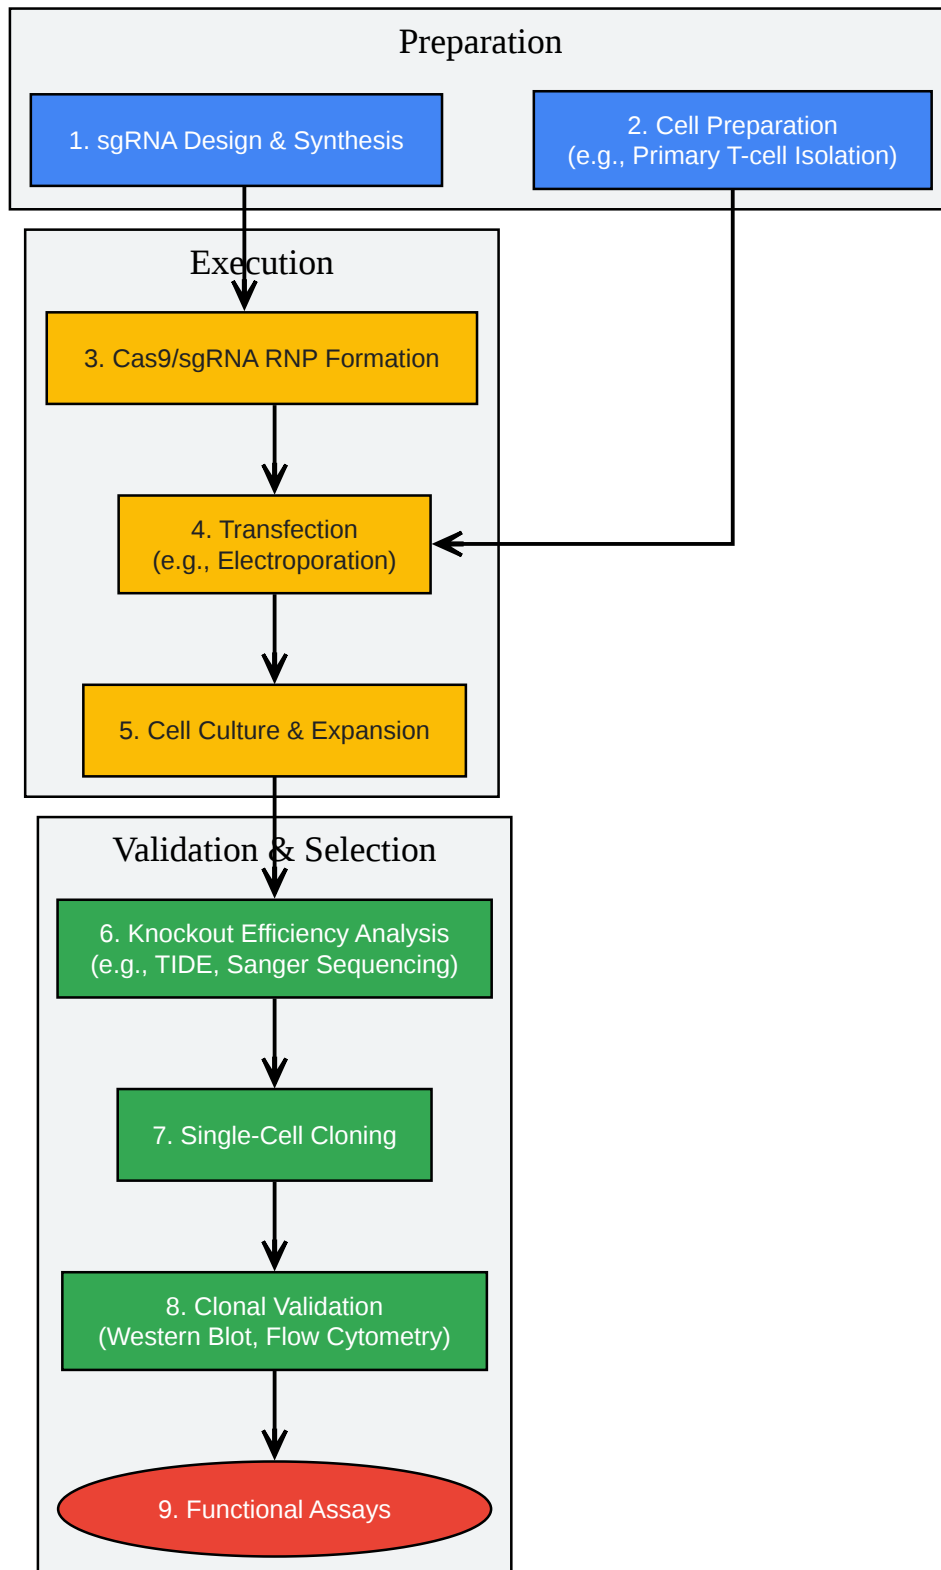 Preparation
1. sgRNA Design & Synthesis
2. Cell Preparation
(e.g., Primary T-cell Isolation)
Execution
3. Cas9/sgRNA RNP Formation
4. Transfection
(e.g., Electroporation)
5. Cell Culture & Expansion
Validation & Selection
6. Knockout Efficiency Analysis
(e.g., TIDE, Sanger Sequencing)
7. Single-Cell Cloning
8. Clonal Validation
(Western Blot, Flow Cytometry)
9. Functional Assays